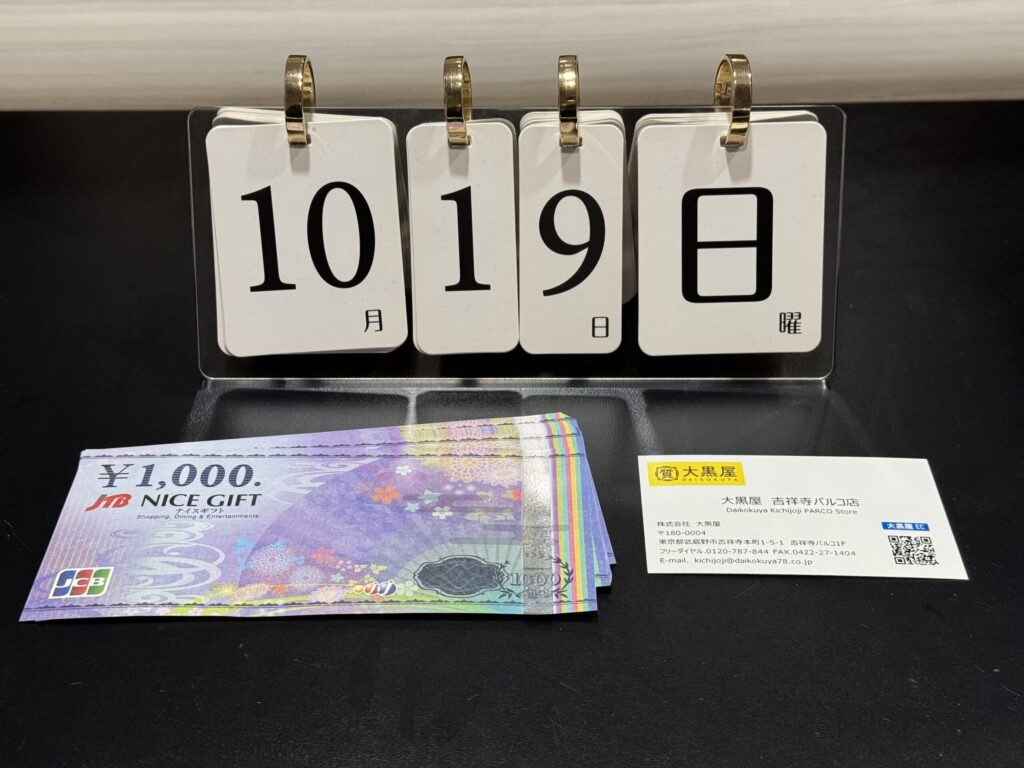 10
月
1
9
日
日
曜
¥1,000.
JTB NICE GIFT
ナイスギフト
Shopping, Dining & Entertainments
JCB
1000
質 大黒屋
DAIKOKUYA
大黒屋 吉祥寺パルコ店
Daikokuya Kichijoji PARCO Store
株式会社 大黒屋
〒180-0004
東京都武蔵野市吉祥寺本町1-5-1 吉祥寺パルコ1F
フリーダイヤル.0120-787-844 FAX.0422-27-1404
E-mail. kichijoji@daikokuya78.co.jp
大黒屋 EC